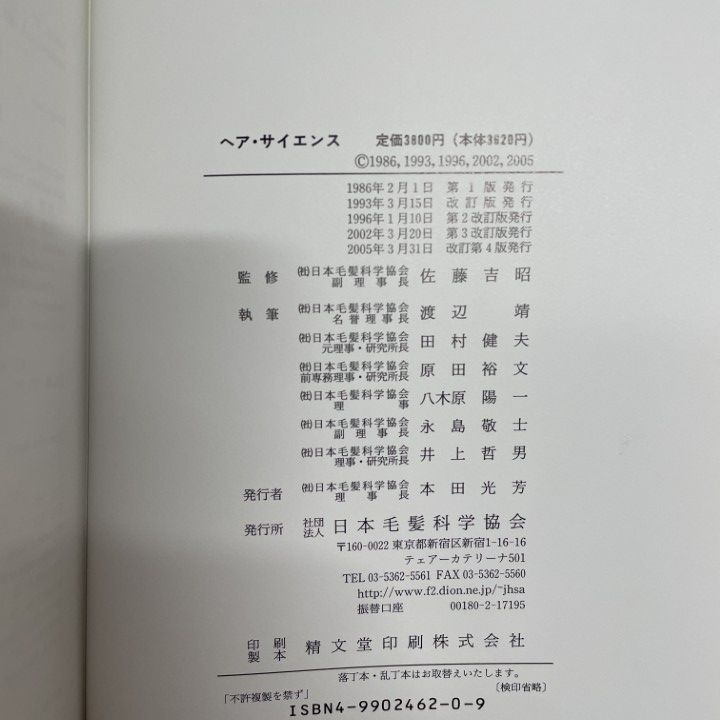 ヘア・サイエンス 定価3800円（本体3620円）
©1986, 1993, 1996, 2002, 2005
1986年2月1日 第1版発行
1993年3月15日 改訂版発行
1996年1月10日 第2改訂版発行
2002年3月20日 第3改訂版発行
2005年3月31日 改訂第4版発行
監修 ㈳日本毛髪科学協会 副理事長 佐藤吉昭
執筆 ㈳日本毛髪科学協会 名誉理事長 渡辺靖
㈳日本毛髪科学協会 元理事・研究所長 田村健夫
㈳日本毛髪科学協会 前専務理事・研究所長 原田裕文
㈳日本毛髪科学協会 理事 八木原陽一
㈳日本毛髪科学協会 副理事長 永島敬士
㈳日本毛髪科学協会 理事・研究所長 井上哲男
発行者 ㈳日本毛髪科学協会 理事長 本田光芳
発行所 社団法人 日本毛髪科学協会
〒160-0022 東京都新宿区新宿1-16-16
テェアーカテリーナ501
TEL 03-5362-5561 FAX 03-5362-5560
http://www.f2.dion.ne.jp/~jhsa
振替口座 00180-2-17195
印刷製本 精文堂印刷株式会社
落丁本・乱丁本はお取替えいたします。
「不許複製を禁ず」 〔検印省略〕
ISBN4-9902462-0-9